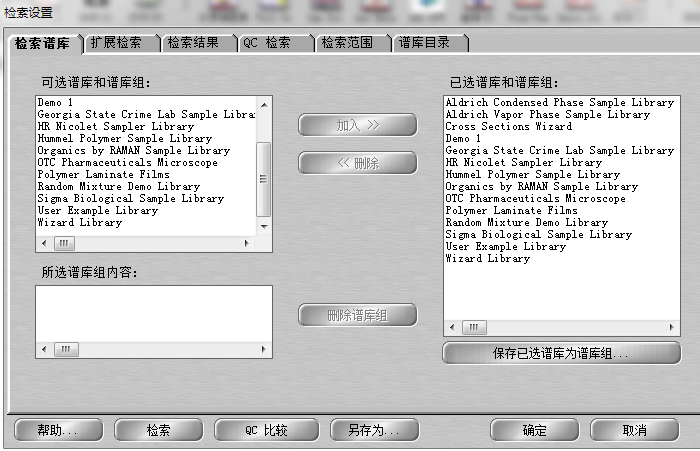 检索设置
检索谱库
扩展检索
检索结果
QC 检索
检索范围
谱库目录
可选谱库和谱库组:
Demo 1
Georgia State Crime Lab Sample Libra
HR Nicolet Sampler Library
Hummel Polymer Sample Library
Organics by RAMAN Sample Library
OTC Pharmaceuticals Microscope
Polymer Laminate Films
Random Mixture Demo Library
Sigma Biological Sample Library
User Example Library
Wizard Library
所选谱库组内容:
加入 >>
<< 删除
删除谱库组
已选谱库和谱库组:
Aldrich Condensed Phase Sample Library
Aldrich Vapor Phase Sample Library
Cross Sections Wizard
Demo 1
Georgia State Crime Lab Sample Library
HR Nicolet Sampler Library
Hummel Polymer Sample Library
Organics by RAMAN Sample Library
OTC Pharmaceuticals Microscope
Polymer Laminate Films
Random Mixture Demo Library
Sigma Biological Sample Library
User Example Library
Wizard Library
保存已选谱库为谱库组...
帮助...
检索
QC 比较
另存为...
确定
取消